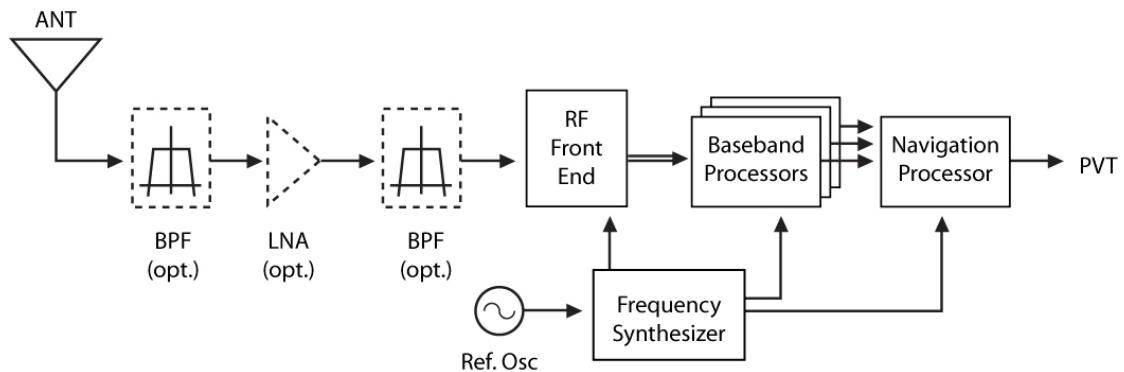 ANT
RF
Front
End
Baseband
Processors
Navigation
Processor
PVT
BPF
(opt.)
LNA
(opt.)
BPF
(opt.)
Frequency
Synthesizer
Ref. Osc